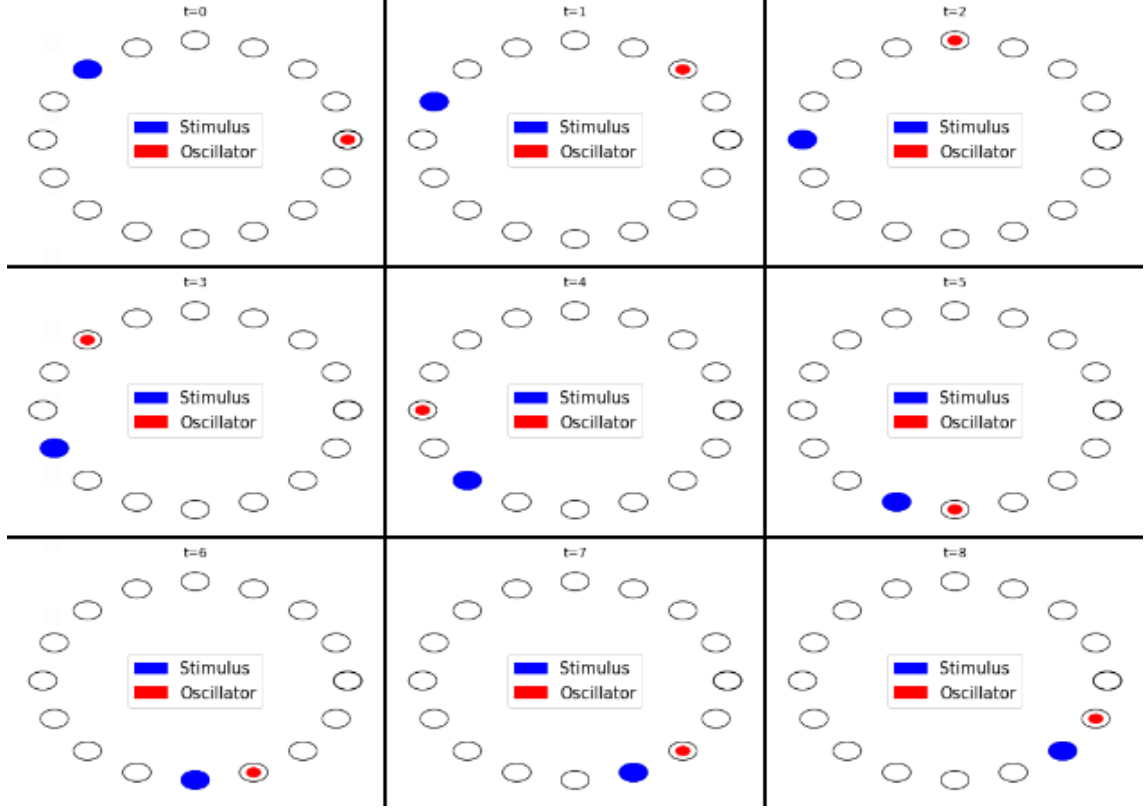 t=0
Stimulus
Oscillator
t=1
Stimulus
Oscillator
t=2
Stimulus
Oscillator
t=3
Stimulus
Oscillator
t=4
Stimulus
Oscillator
t=5
Stimulus
Oscillator
t=6
Stimulus
Oscillator
t=7
Stimulus
Oscillator
t=8
Stimulus
Oscillator